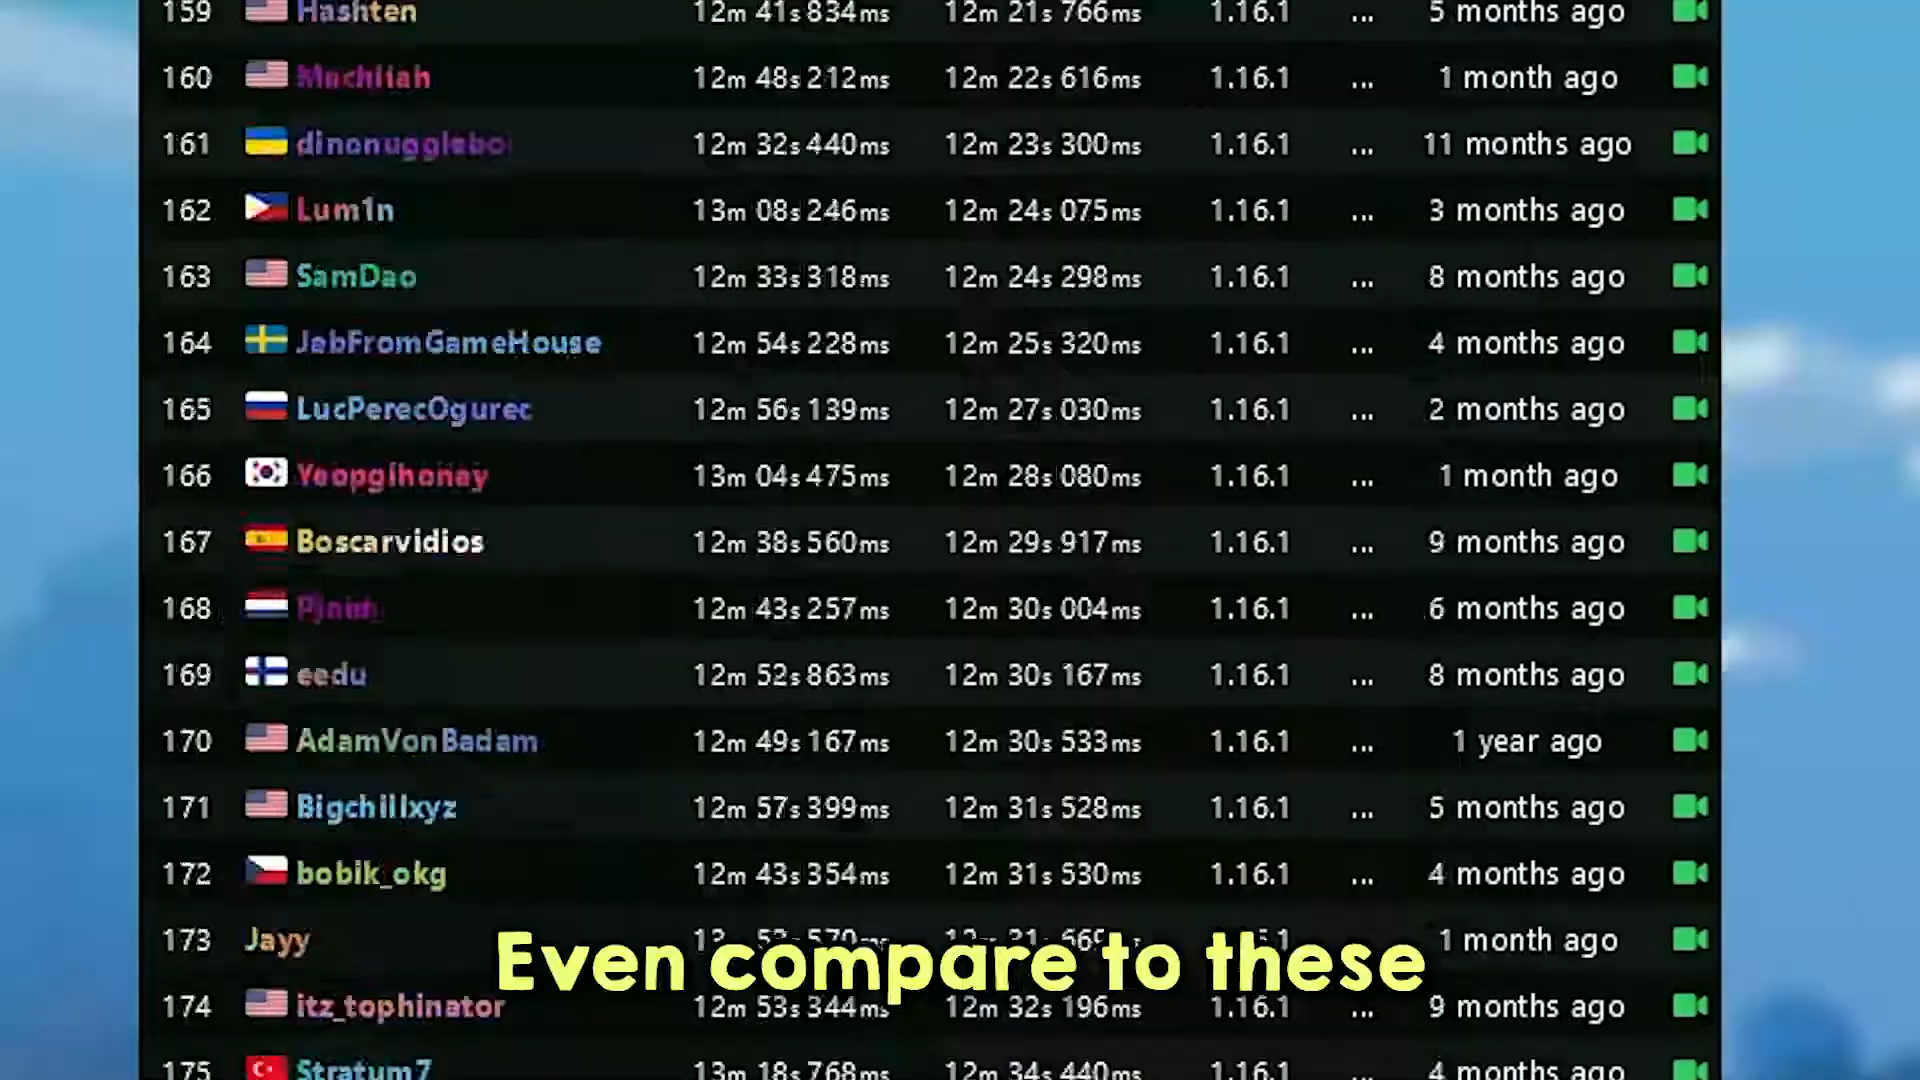 159 Hashten 12m 41s 834ms 12m 21s 766ms 1.16.1 ... 5 months ago
160 Machliah 12m 48s 212ms 12m 22s 616ms 1.16.1 ... 1 month ago
161 dinonuggleboi 12m 32s 440ms 12m 23s 300ms 1.16.1 ... 11 months ago
162 Lum1n 13m 08s 246ms 12m 24s 075ms 1.16.1 ... 3 months ago
163 SamDao 12m 33s 318ms 12m 24s 298ms 1.16.1 ... 8 months ago
164 JebFromGameHouse 12m 54s 228ms 12m 25s 320ms 1.16.1 ... 4 months ago
165 LucPerecOgurec 12m 56s 139ms 12m 27s 030ms 1.16.1 ... 2 months ago
166 Yeopgihoney 13m 04s 475ms 12m 28s 080ms 1.16.1 ... 1 month ago
167 Boscarvidios 12m 38s 560ms 12m 29s 917ms 1.16.1 ... 9 months ago
168 12m 43s 257ms 12m 30s 004ms 1.16.1 ... 6 months ago
169 eedu 12m 52s 863ms 12m 30s 167ms 1.16.1 ... 8 months ago
170 AdamVonBadam 12m 49s 167ms 12m 30s 533ms 1.16.1 ... 1 year ago
171 Bigchillxyz 12m 57s 399ms 12m 31s 528ms 1.16.1 ... 5 months ago
172 bobik_okg 12m 43s 354ms 12m 31s 530ms 1.16.1 ... 4 months ago
173 Jayy ... 1 month ago
Even compare to these
174 itz_tophinator 12m 53s 344ms 12m 32s 196ms 1.16.1 ... 9 months ago
175 Stratum7 13m 18s 768ms 12m 34s 440ms 1.16.1 ... 4 months ago